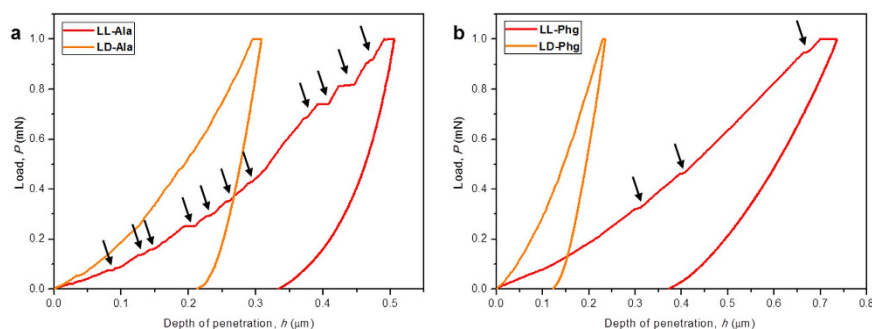 a
LL-Ala
LD-Ala
Load, P (mN)
1.0
0.8
0.6
0.4
0.2
0.0
0.0 0.1 0.2 0.3 0.4 0.5
Depth of penetration, h (μm)
b
LL-Phg
LD-Phg
Load, P (mN)
1.0
0.8
0.6
0.4
0.2
0.0
0.0 0.1 0.2 0.3 0.4 0.5 0.6 0.7 0.8
Depth of penetration, h (μm)